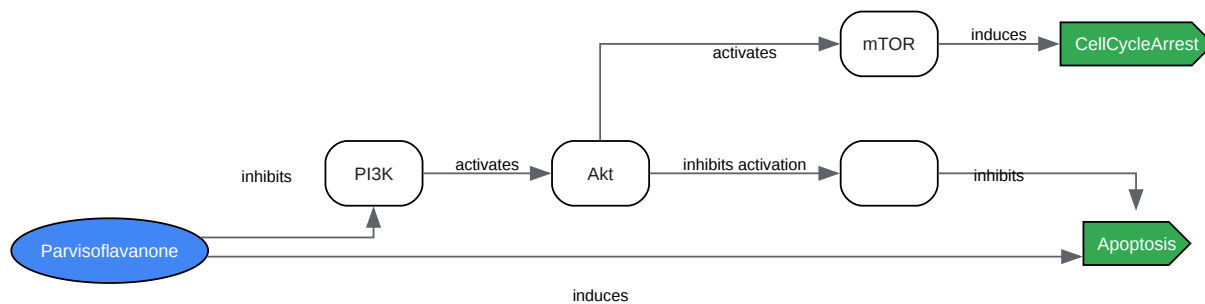 mTOR
induces
CellCycleArrest
activates
PI3K
activates
Akt
inhibits activation
inhibits
inhibits
Parvisoflavanone
Apoptosis
induces